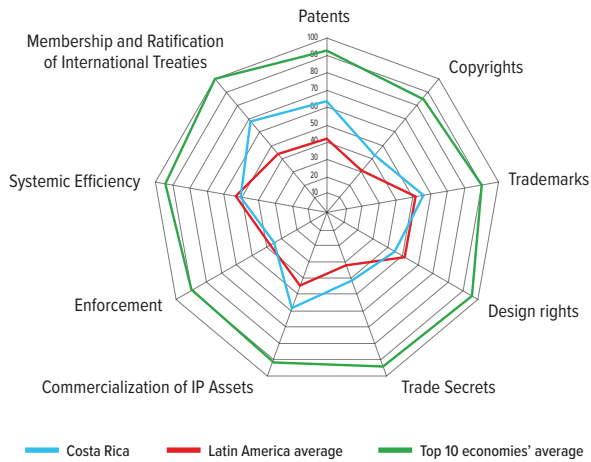 Patents
Membership and Ratification
of International Treaties
Copyrights
100
90
80
70
60
50
40
30
20
10
Systemic Efficiency
Trademarks
Enforcement
Design rights
Commercialization of IP Assets
Trade Secrets
Costa Rica
Latin America average
Top 10 economies’ average